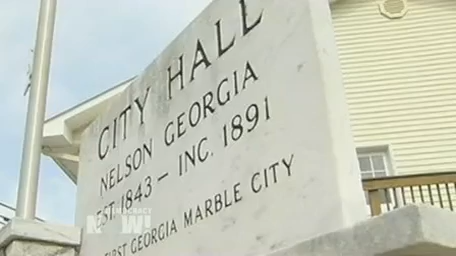 CITY HALL
NELSON GEORGIA
EST. 1843 - INC. 1891
FIRST GEORGIA MARBLE CITY
DEMOCRACY
NOW!